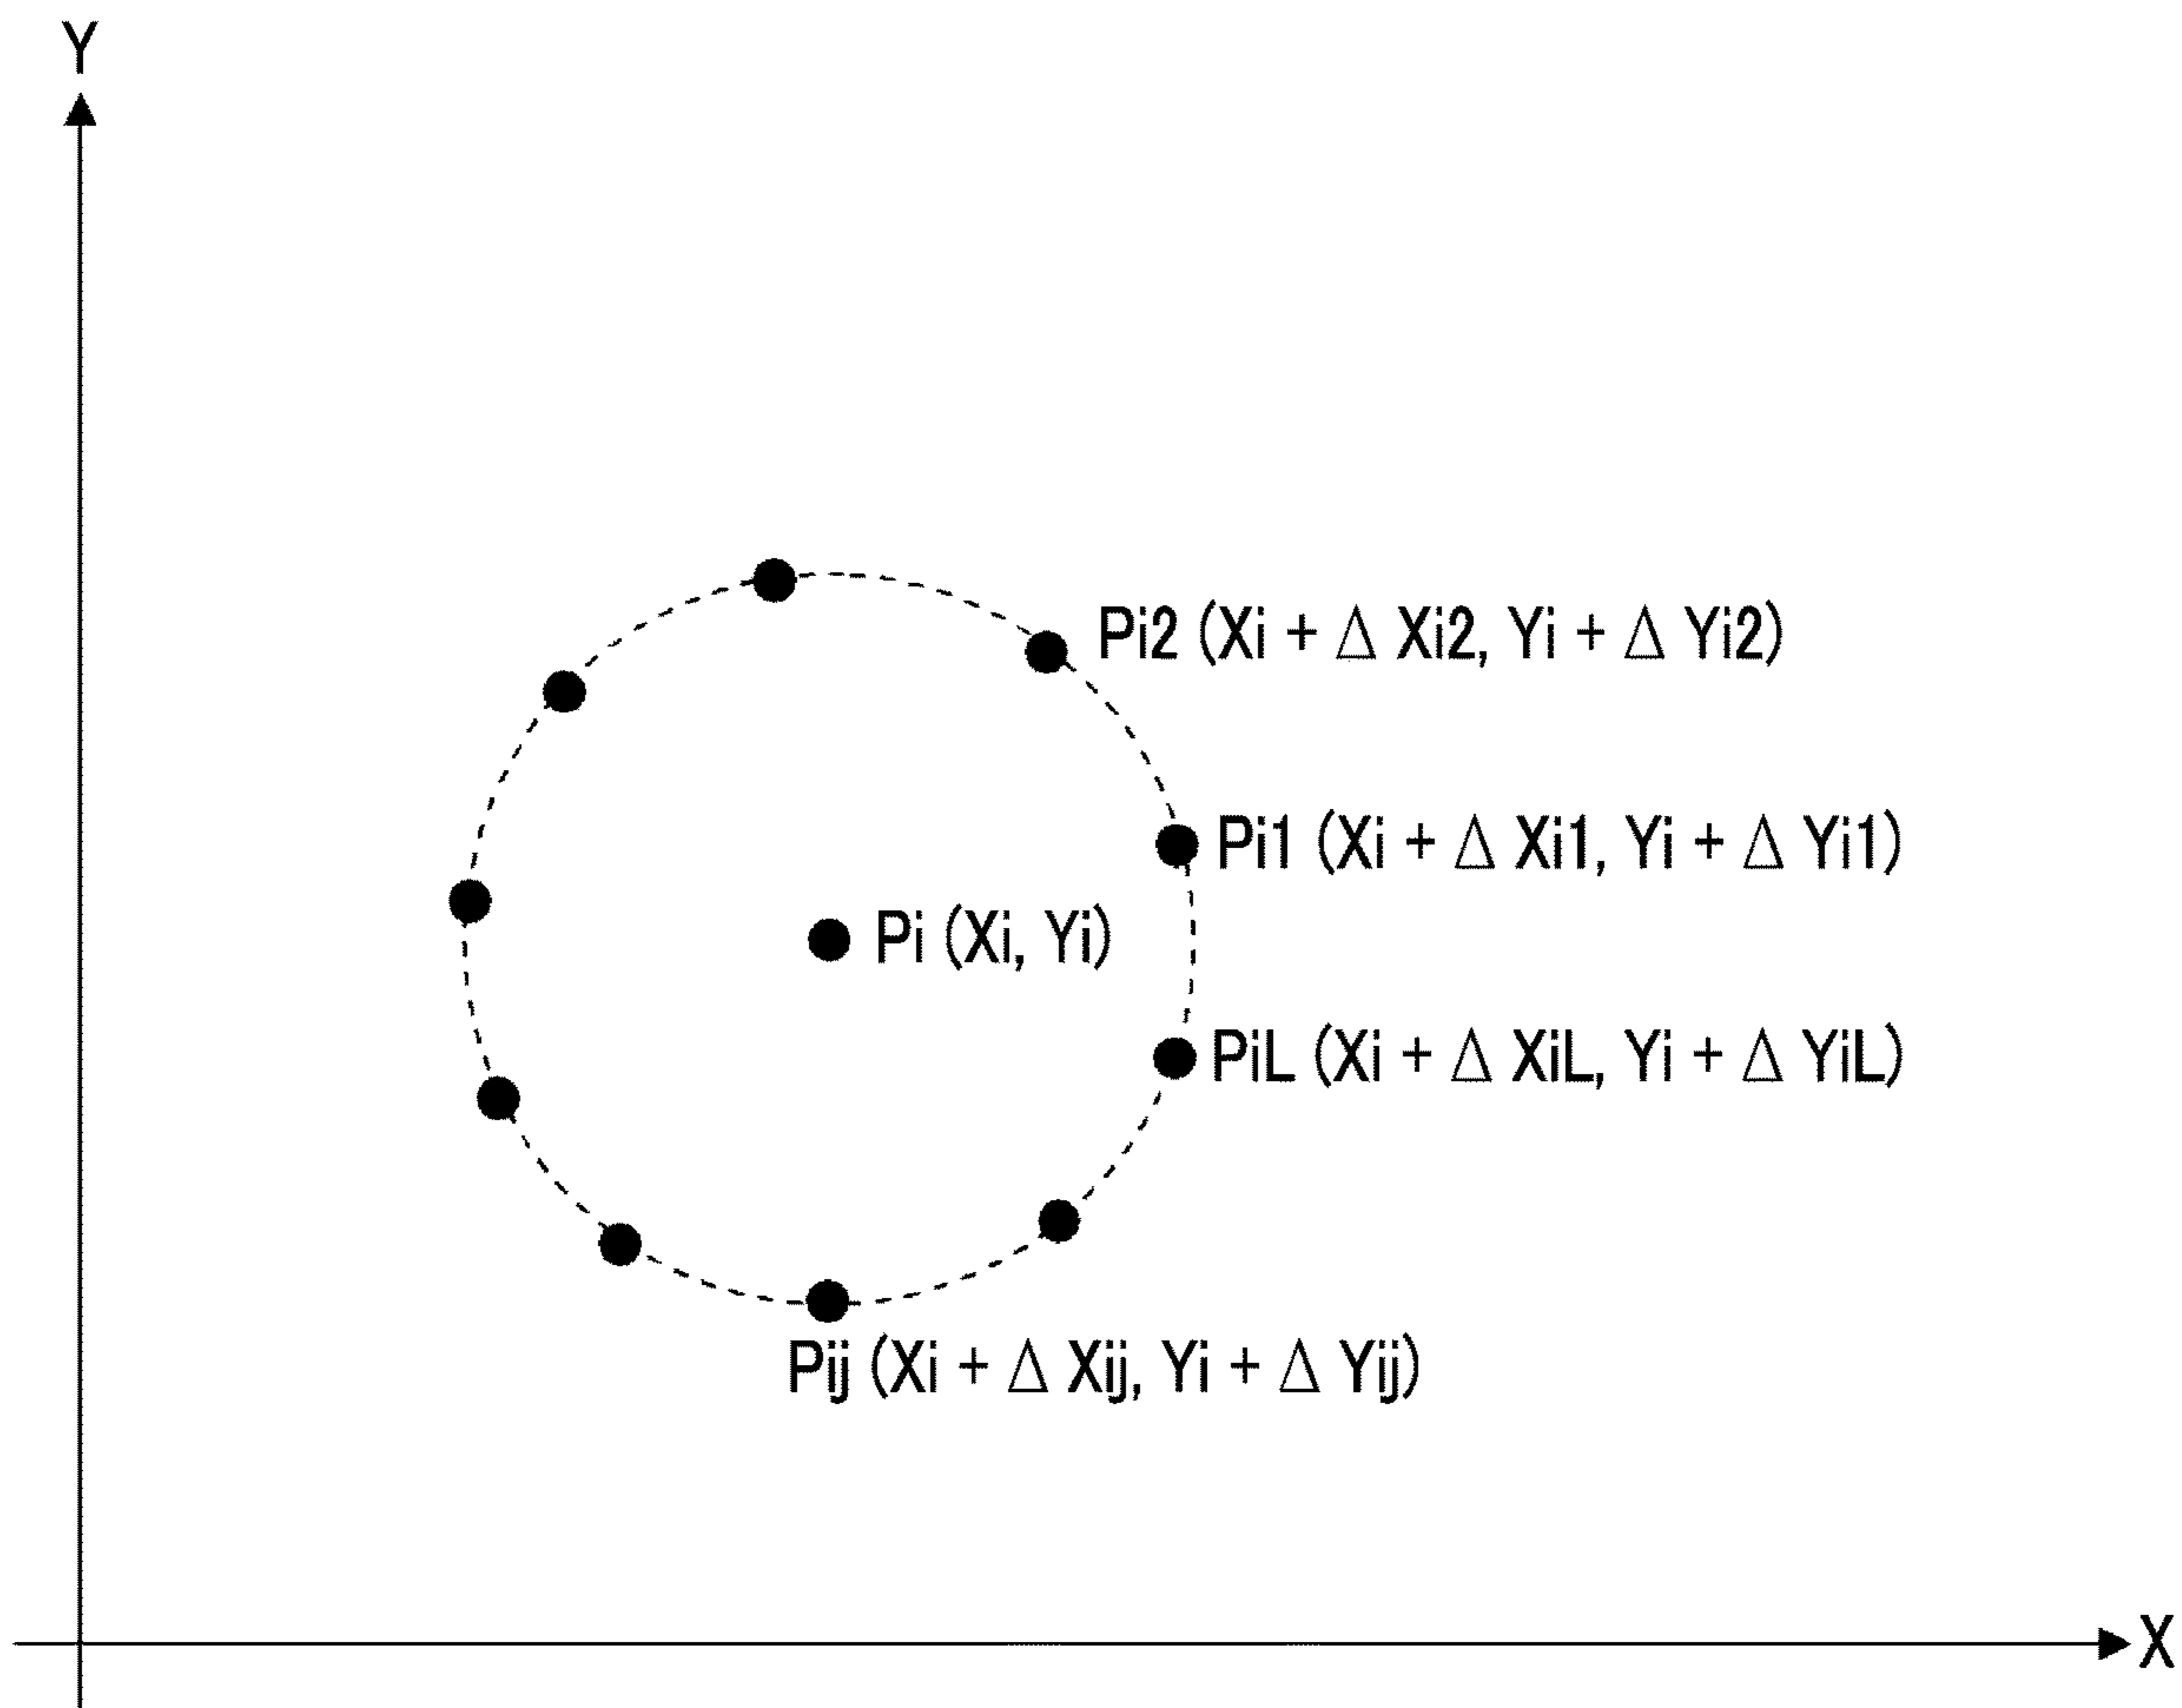 Y
Pi2 (Xi + Δ Xi2, Yi + Δ Yi2)
Pi1 (Xi + Δ Xi1, Yi + Δ Yi1)
Pi (Xi, Yi)
PiL (Xi + Δ XiL, Yi + Δ YiL)
Pij (Xi + Δ Xij, Yi + Δ Yij)
X